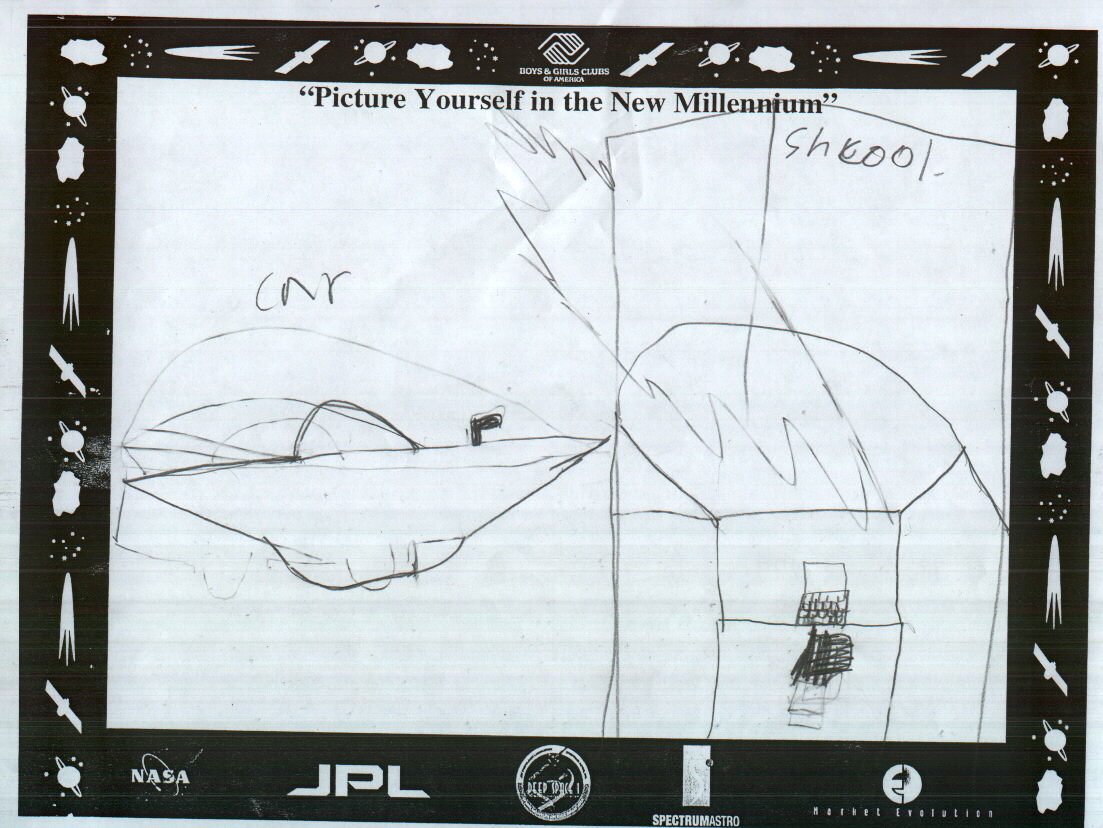 BOYS & GIRLS CLUBS
OF AMERICA
“Picture Yourself in the New Millennium”
Shkool.
car
NASA
JPL
DEEP SPACE 1
SPECTRUMASTRO
Market Evolution